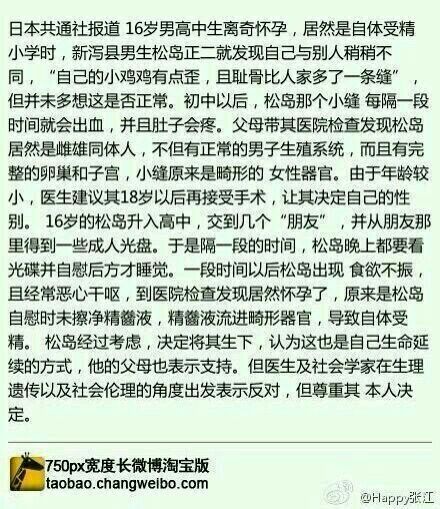 日本共通社报道 16岁男高中生离奇怀孕，居然是自体受精
小学时，新泻县男生松岛正二就发现自己与别人稍稍不
同，“自己的小鸡鸡有点歪，且耻骨比人家多了一条缝”，
但并未多想这是否正常。初中以后，松岛那个小缝 每隔一段
时间就会出血，并且肚子会疼。父母带其医院检查发现松岛
居然是雌雄同体人，不但有正常的男子生殖系统，而且有完
整的卵巢和子宫，小缝原来是畸形的 女性器官。由于年龄较
小，医生建议其18岁以后再接受手术，让其决定自己的性
别。 16岁的松岛升入高中，交到几个“朋友”，并从朋友那
里得到一些成人光盘。于是隔一段的时间，松岛晚上都要看
光碟并自慰后方才睡觉。一段时间以后松岛出现 食欲不振，
且经常恶心干呕，到医院检查发现居然怀孕了，原来是松岛
自慰时未擦净精液，精液流进畸形器官，导致自体受
精。 松岛经过考虑，决定将其生下，认为这也是自己生命延
续的方式，他的父母也表示支持。但医生及社会学家在生理
遗传以及社会伦理的角度出发表示反对，但尊重其 本人决
定。
750px宽度长微博淘宝版
taobao.changweibo.com
@Happy张江